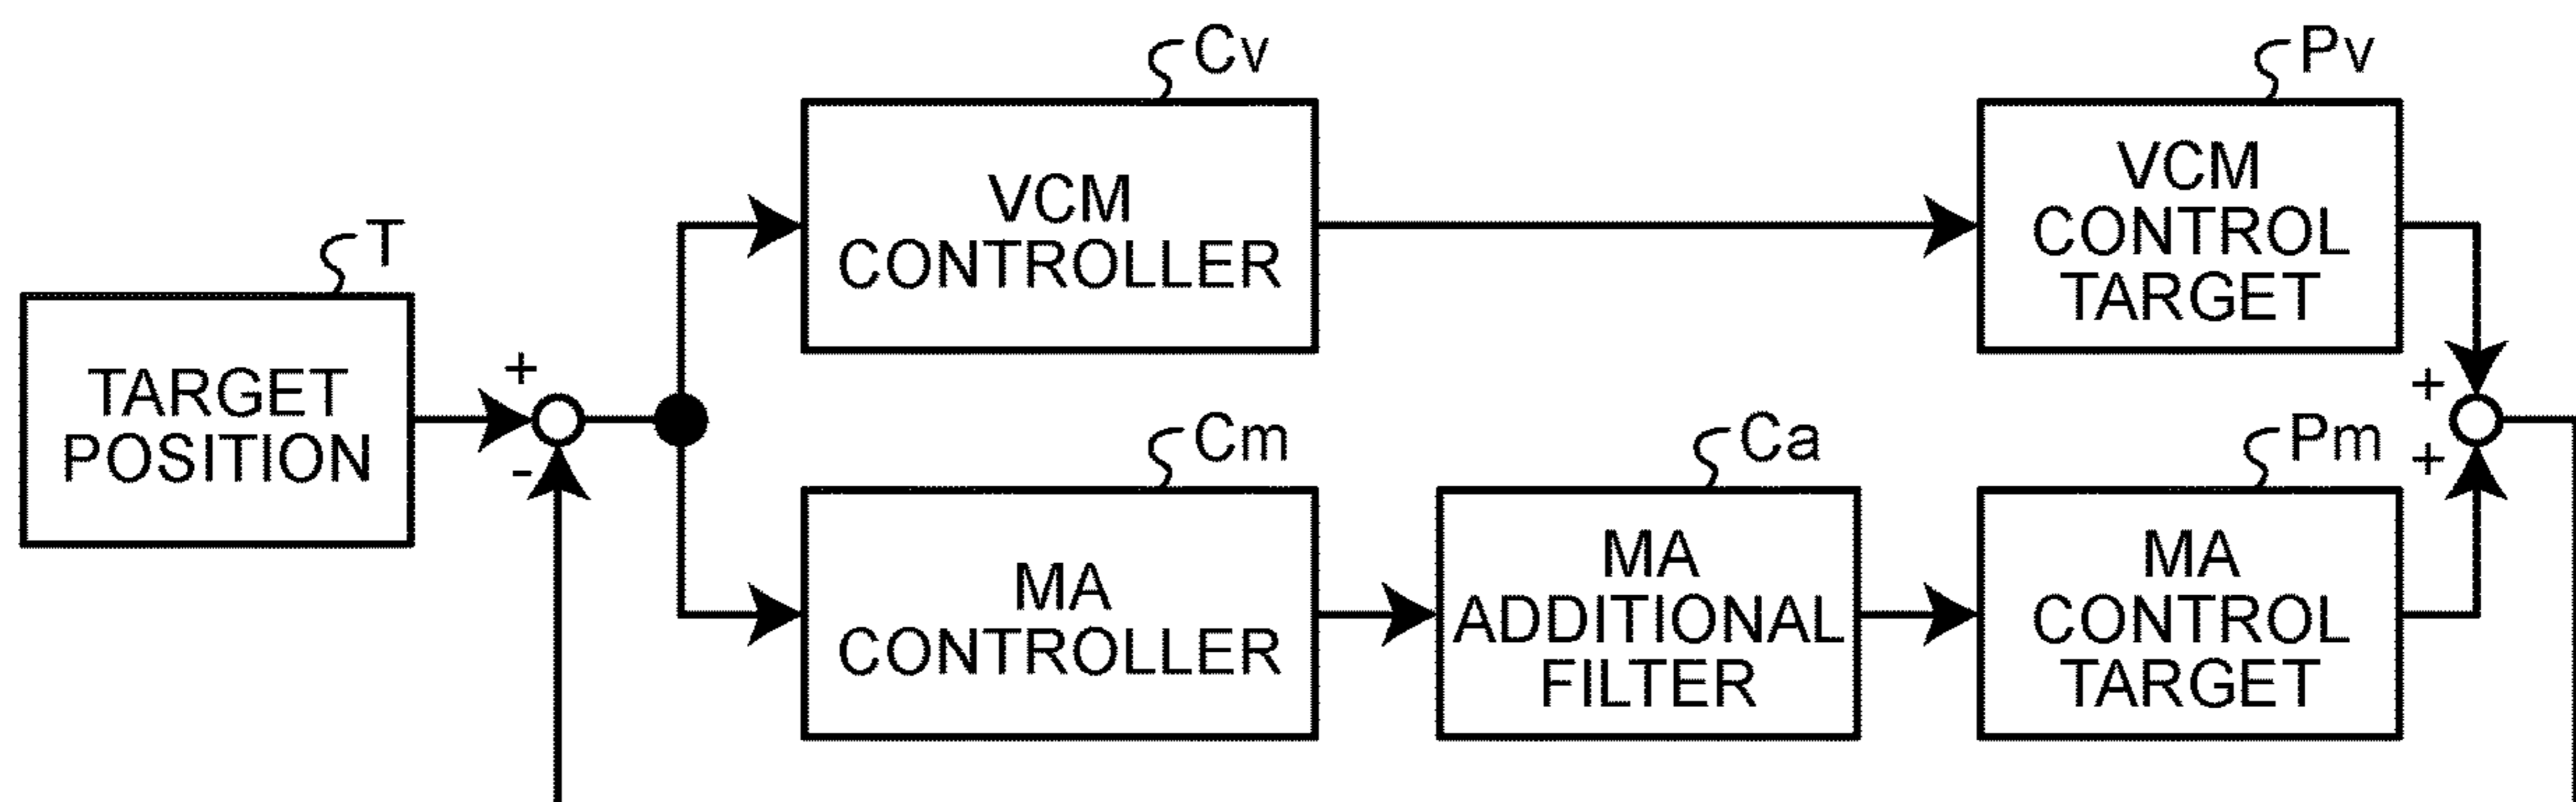 Cv
Pv
VCM
CONTROLLER
VCM
CONTROL
TARGET
T
TARGET
POSITION
+
-
+
+
Cm
Ca
Pm
MA
CONTROLLER
MA
ADDITIONAL
FILTER
MA
CONTROL
TARGET